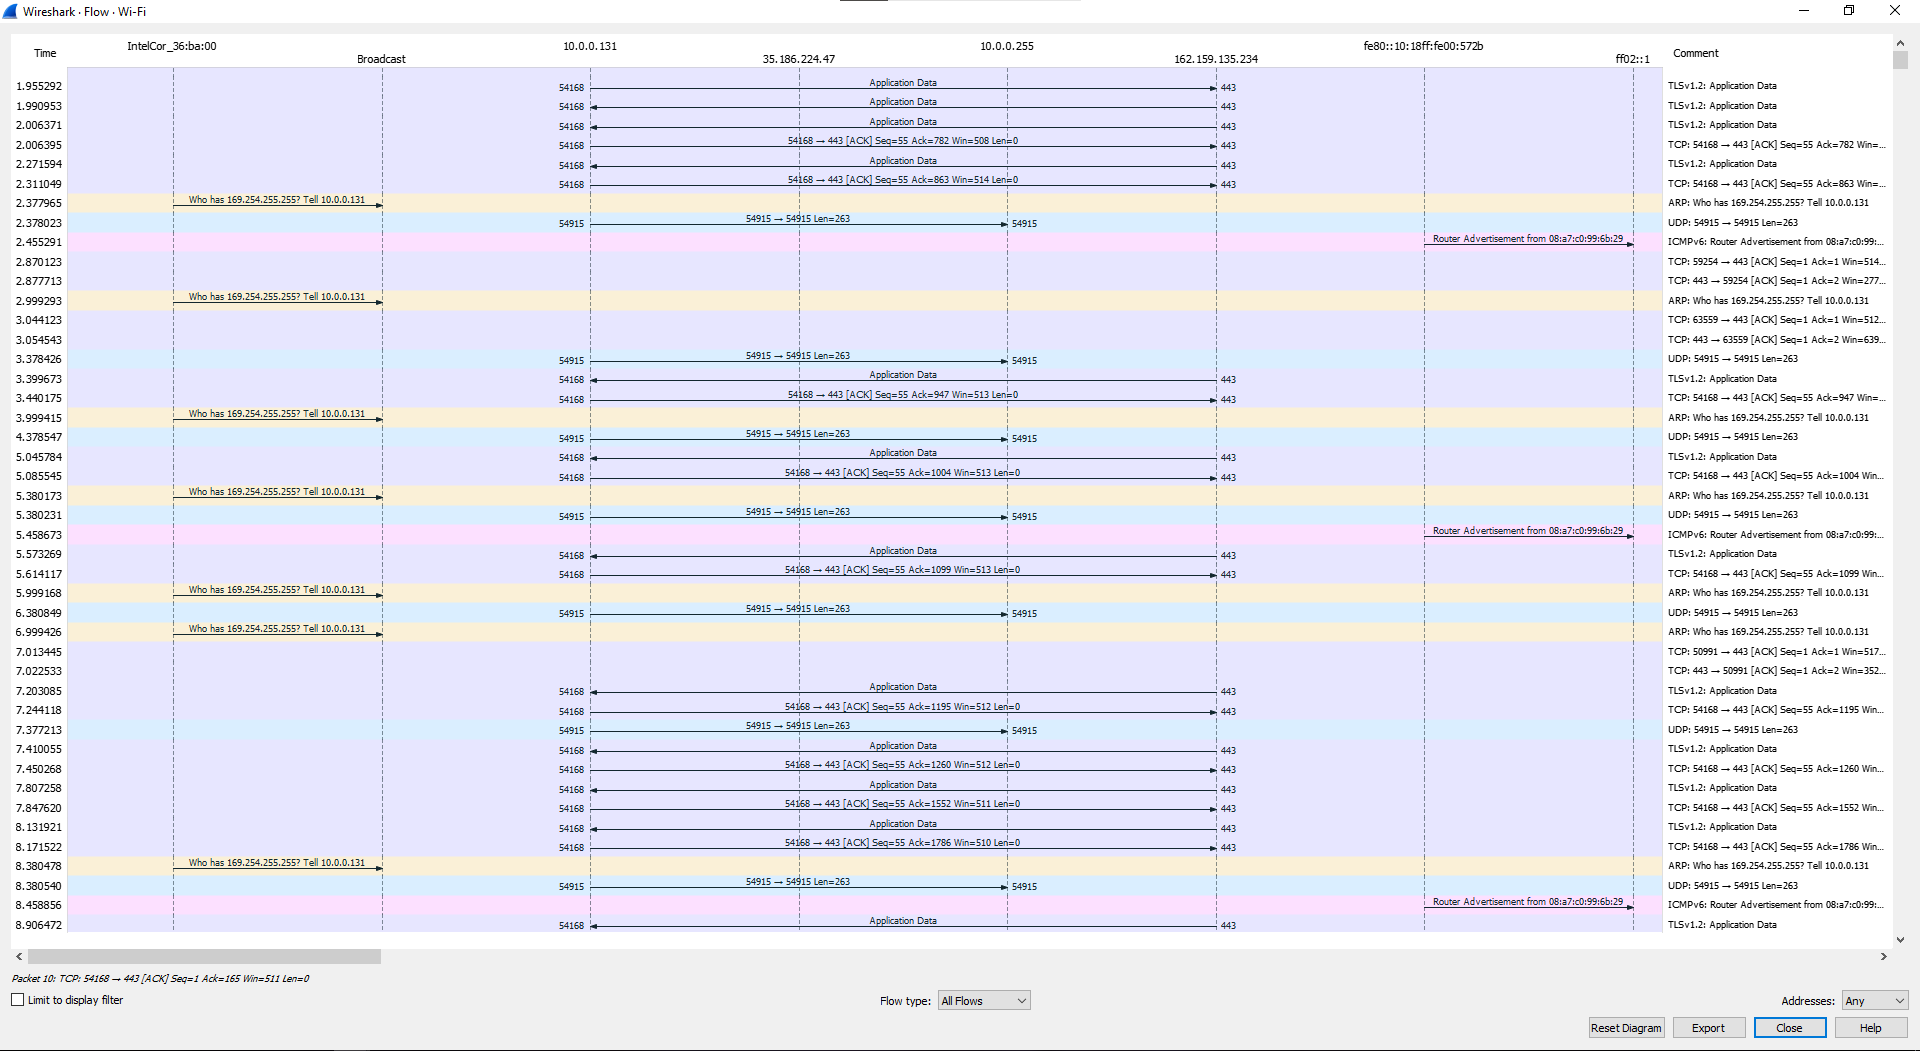 Wireshark · Flow · Wi-Fi
Time IntelCor_36:ba:00 Broadcast 10.0.0.131 35.186.224.47 10.0.0.255 162.159.135.234 fe80::10:18ff:fe00:572b ff02::1 Comment
1.955292 54168 Application Data 443 TLSv1.2: Application Data
1.990953 54168 Application Data 443 TLSv1.2: Application Data
2.006371 54168 Application Data 443 TLSv1.2: Application Data
2.006395 54168 54168 → 443 [ACK] Seq=55 Ack=782 Win=508 Len=0 443 TCP: 54168 → 443 [ACK] Seq=55 Ack=782 Win=...
2.271594 54168 Application Data 443 TLSv1.2: Application Data
2.311049 54168 54168 → 443 [ACK] Seq=55 Ack=863 Win=514 Len=0 443 TCP: 54168 → 443 [ACK] Seq=55 Ack=863 Win=...
2.377965 Who has 169.254.255.255? Tell 10.0.0.131 ARP: Who has 169.254.255.255? Tell 10.0.0.131
2.378023 54915 54915 → 54915 Len=263 54915 UDP: 54915 → 54915 Len=263
2.455291 Router Advertisement from 08:a7:c0:99:6b:29 ICMPv6: Router Advertisement from 08:a7:c0:99:...
2.870123 TCP: 59254 → 443 [ACK] Seq=1 Ack=1 Win=514...
2.877713 TCP: 443 → 59254 [ACK] Seq=1 Ack=2 Win=277...
2.999293 Who has 169.254.255.255? Tell 10.0.0.131 ARP: Who has 169.254.255.255? Tell 10.0.0.131
3.044123 TCP: 63559 → 443 [ACK] Seq=1 Ack=1 Win=512...
3.054543 TCP: 443 → 63559 [ACK] Seq=1 Ack=2 Win=639...
3.378426 54915 54915 → 54915 Len=263 54915 UDP: 54915 → 54915 Len=263
3.399673 54168 Application Data 443 TLSv1.2: Application Data
3.440175 54168 54168 → 443 [ACK] Seq=55 Ack=947 Win=513 Len=0 443 TCP: 54168 → 443 [ACK] Seq=55 Ack=947 Win=...
3.999415 Who has 169.254.255.255? Tell 10.0.0.131 ARP: Who has 169.254.255.255? Tell 10.0.0.131
4.378547 54915 54915 → 54915 Len=263 54915 UDP: 54915 → 54915 Len=263
5.045784 54168 Application Data 443 TLSv1.2: Application Data
5.085545 54168 54168 → 443 [ACK] Seq=55 Ack=1004 Win=513 Len=0 443 TCP: 54168 → 443 [ACK] Seq=55 Ack=1004 Win...
5.380173 Who has 169.254.255.255? Tell 10.0.0.131 ARP: Who has 169.254.255.255? Tell 10.0.0.131
5.380231 54915 54915 → 54915 Len=263 54915 UDP: 54915 → 54915 Len=263
5.458673 Router Advertisement from 08:a7:c0:99:6b:29 ICMPv6: Router Advertisement from 08:a7:c0:99:...
5.573269 54168 Application Data 443 TLSv1.2: Application Data
5.614117 54168 54168 → 443 [ACK] Seq=55 Ack=1099 Win=513 Len=0 443 TCP: 54168 → 443 [ACK] Seq=55 Ack=1099 Win...
5.999168 Who has 169.254.255.255? Tell 10.0.0.131 ARP: Who has 169.254.255.255? Tell 10.0.0.131
6.380849 54915 54915 → 54915 Len=263 54915 UDP: 54915 → 54915 Len=263
6.999426 Who has 169.254.255.255? Tell 10.0.0.131 ARP: Who has 169.254.255.255? Tell 10.0.0.131
7.013445 TCP: 50991 → 443 [ACK] Seq=1 Ack=1 Win=517...
7.022533 TCP: 443 → 50991 [ACK] Seq=1 Ack=2 Win=352...
7.203085 54168 Application Data 443 TLSv1.2: Application Data
7.244118 54168 54168 → 443 [ACK] Seq=55 Ack=1195 Win=512 Len=0 443 TCP: 54168 → 443 [ACK] Seq=55 Ack=1195 Win...
7.377213 54915 54915 → 54915 Len=263 54915 UDP: 54915 → 54915 Len=263
7.410055 54168 Application Data 443 TLSv1.2: Application Data
7.450268 54168 54168 → 443 [ACK] Seq=55 Ack=1260 Win=512 Len=0 443 TCP: 54168 → 443 [ACK] Seq=55 Ack=1260 Win...
7.807258 54168 Application Data 443 TLSv1.2: Application Data
7.847620 54168 54168 → 443 [ACK] Seq=55 Ack=1552 Win=511 Len=0 443 TCP: 54168 → 443 [ACK] Seq=55 Ack=1552 Win...
8.131921 54168 Application Data 443 TLSv1.2: Application Data
8.171522 54168 54168 → 443 [ACK] Seq=55 Ack=1786 Win=510 Len=0 443 TCP: 54168 → 443 [ACK] Seq=55 Ack=1786 Win...
8.380478 Who has 169.254.255.255? Tell 10.0.0.131 ARP: Who has 169.254.255.255? Tell 10.0.0.131
8.380540 54915 54915 → 54915 Len=263 54915 UDP: 54915 → 54915 Len=263
8.458856 Router Advertisement from 08:a7:c0:99:6b:29 ICMPv6: Router Advertisement from 08:a7:c0:99:...
8.906472 54168 Application Data 443 TLSv1.2: Application Data
Packet 10: TCP: 54168 → 443 [ACK] Seq=1 Ack=165 Win=511 Len=0
Limit to display filter Flow type: All Flows Addresses: Any
Reset Diagram Export Close Help